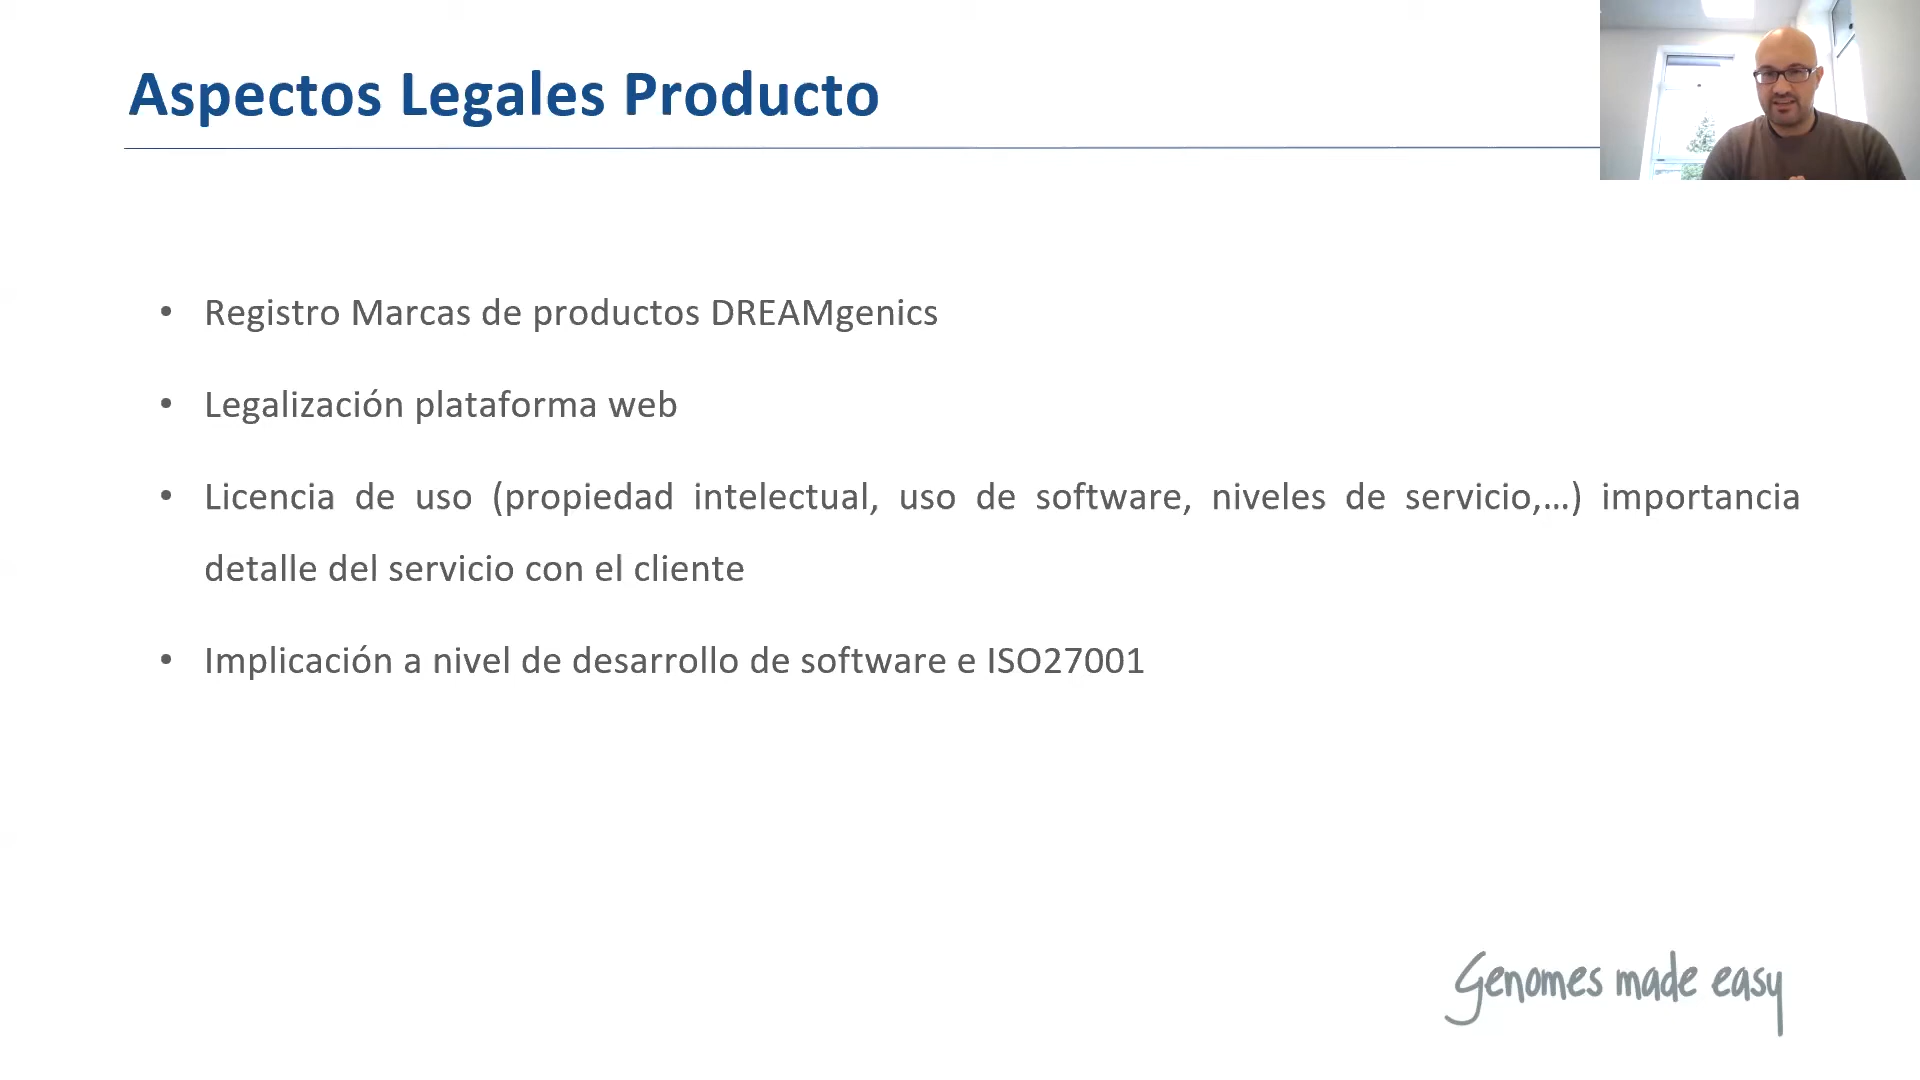 Aspectos Legales Producto
• Registro Marcas de productos DREAMgenics
• Legalización plataforma web
• Licencia de uso (propiedad intelectual, uso de software, niveles de servicio,…) importancia
detalle del servicio con el cliente
• Implicación a nivel de desarrollo de software e ISO27001
Genomes made easy